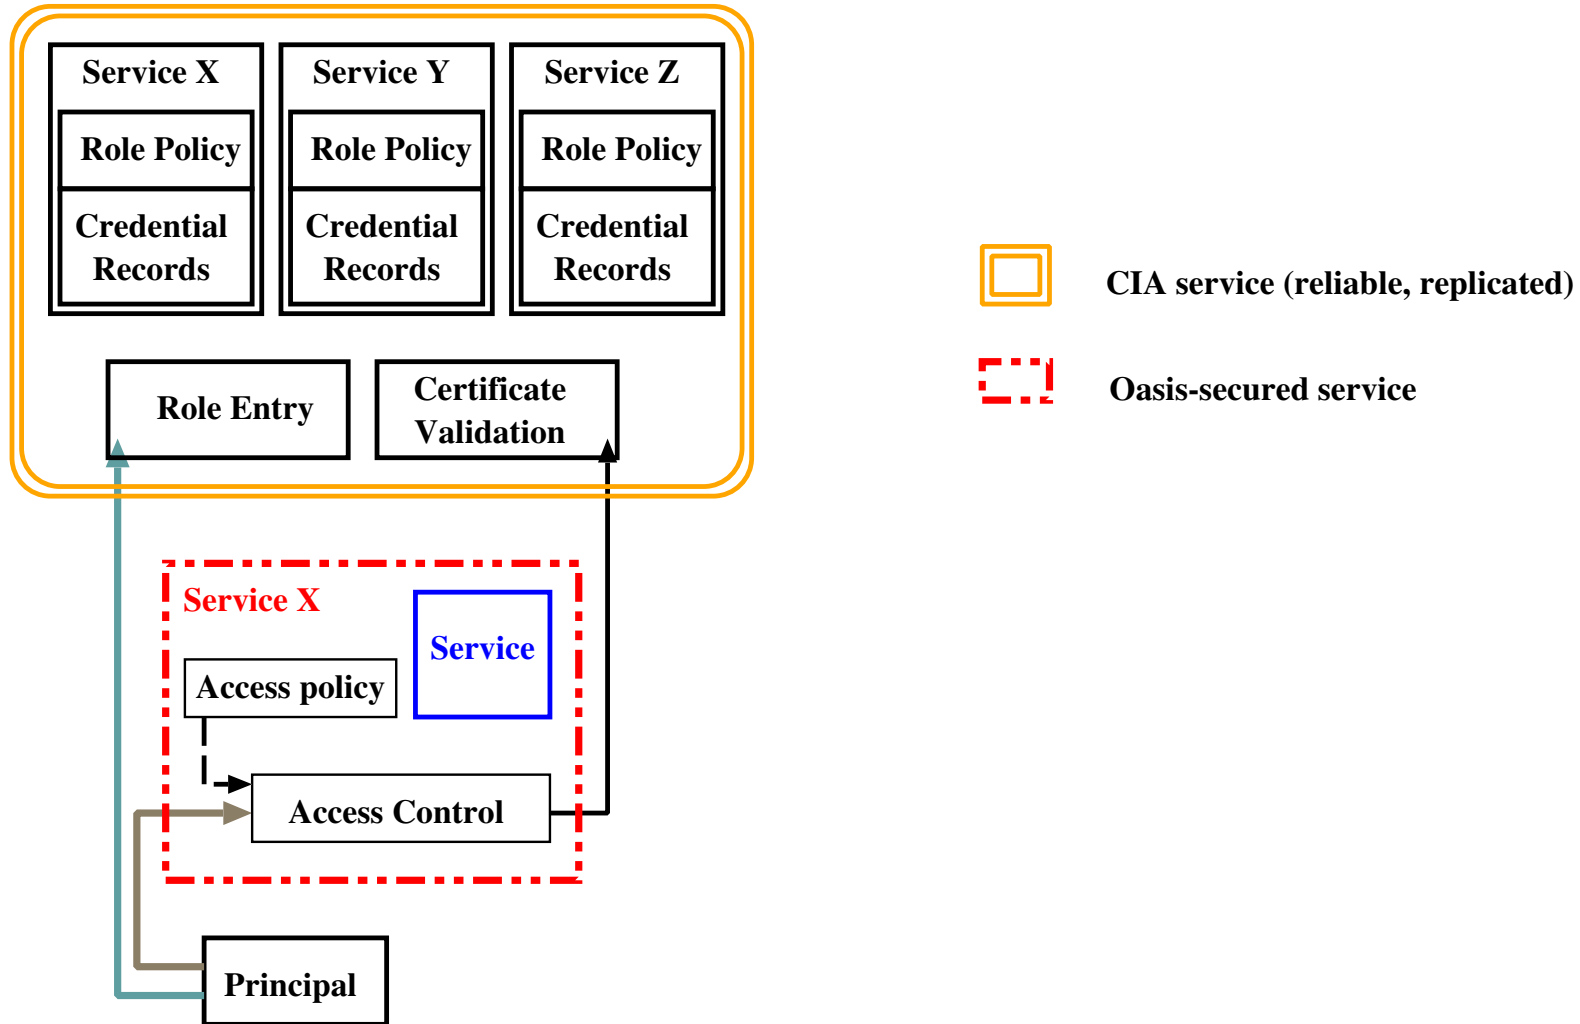 Service X
Role Policy
Credential
Records
Service Y
Role Policy
Credential
Records
Service Z
Role Policy
Credential
Records
Role Entry
Certificate
Validation
CIA service (reliable, replicated)
Oasis-secured service
Service X
Service
Access policy
Access Control
Principal